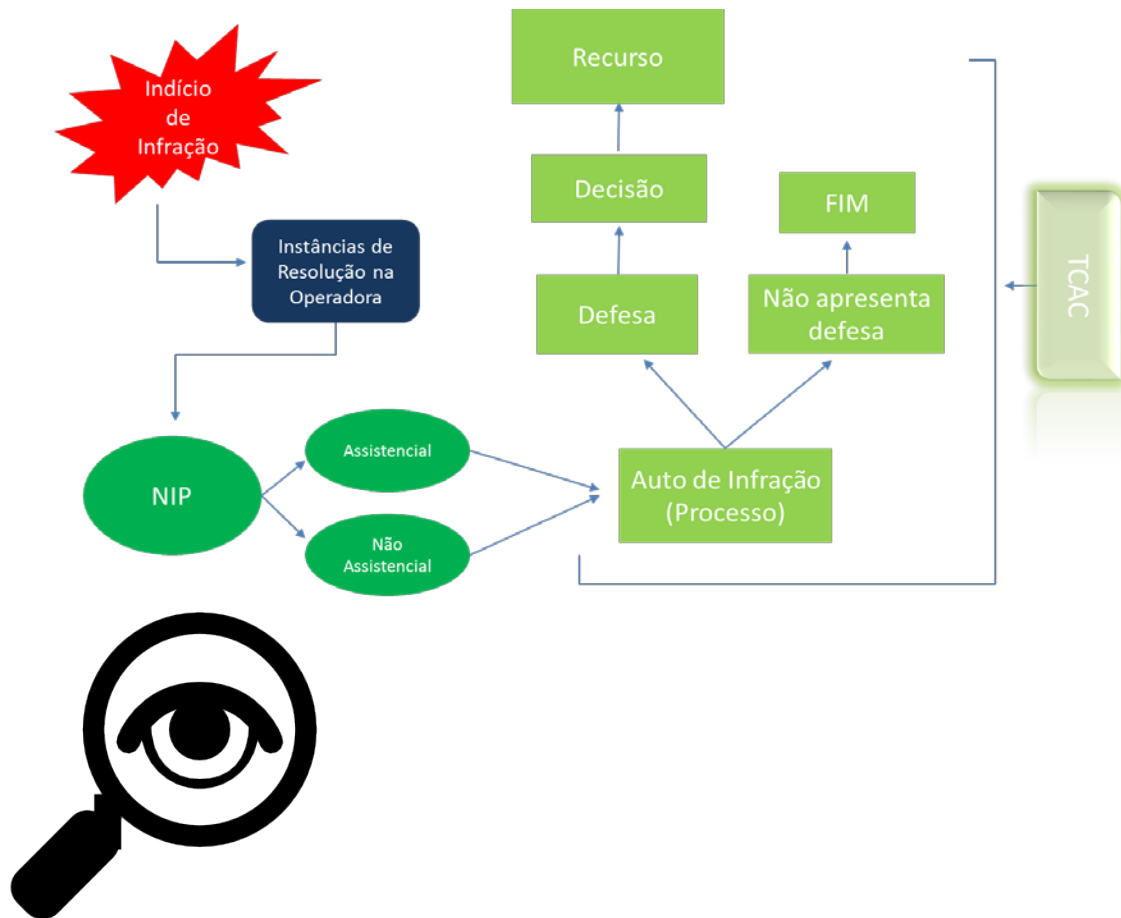 Indício
de
Infração
Instâncias de
Resolução na
Operadora
NIP
Assistencial
Não
Assistencial
Auto de Infração
(Processo)
Defesa
Não apresenta
defesa
Decisão
FIM
Recurso
TCAC